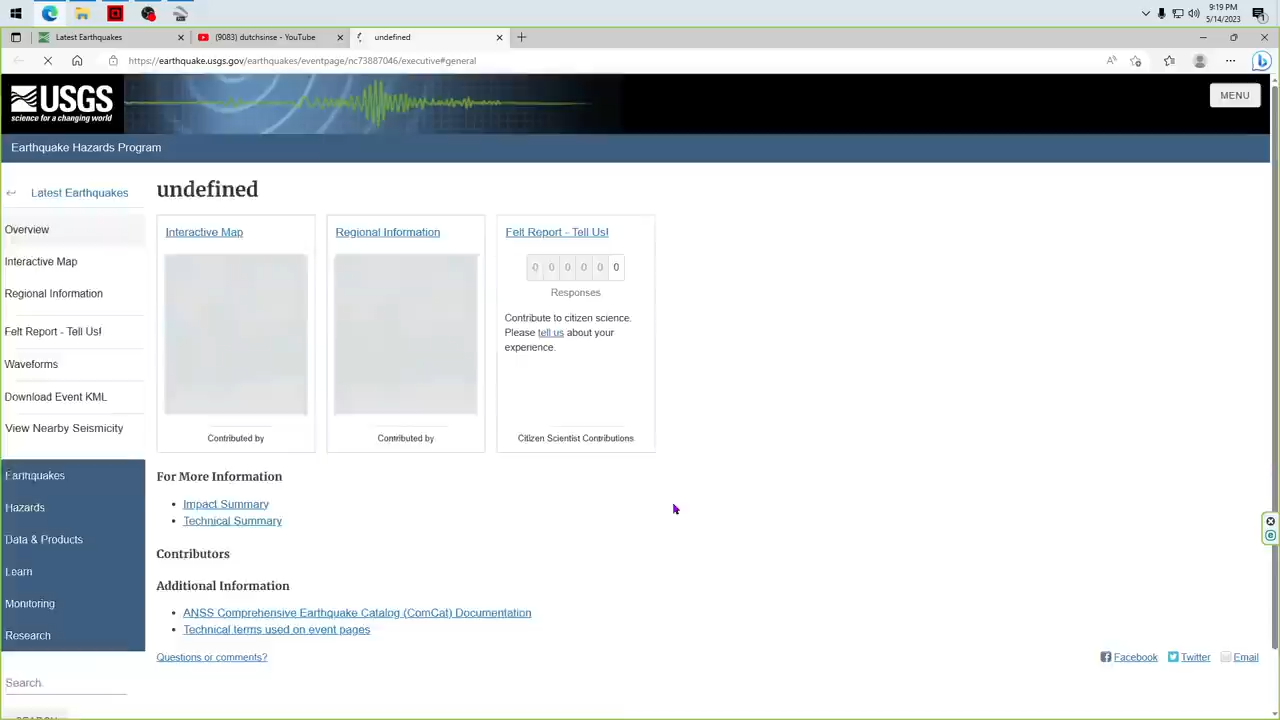 9:19 PM
5/14/2023
1
Latest Earthquakes
(9083) dutchsinse - YouTube
undefined
https://earthquake.usgs.gov/earthquakes/eventpage/nc73887046/executive#general
USGS
science for a changing world
MENU
Earthquake Hazards Program
Latest Earthquakes
undefined
Overview
Interactive Map
Regional Information
Felt Report - Tell Us!
Waveforms
Download Event KML
View Nearby Seismicity
Interactive Map
Contributed by
Regional Information
Contributed by
Felt Report - Tell Us!
0 0 0 0 0 0
Responses
Contribute to citizen science.
Please tell us about your
experience.
Citizen Scientist Contributions
For More Information
• Impact Summary
• Technical Summary
Contributors
Additional Information
• ANSS Comprehensive Earthquake Catalog (ComCat) Documentation
• Technical terms used on event pages
Questions or comments?
Facebook Twitter Email
Earthquakes
Hazards
Data & Products
Learn
Monitoring
Research
Search.
SEARCH